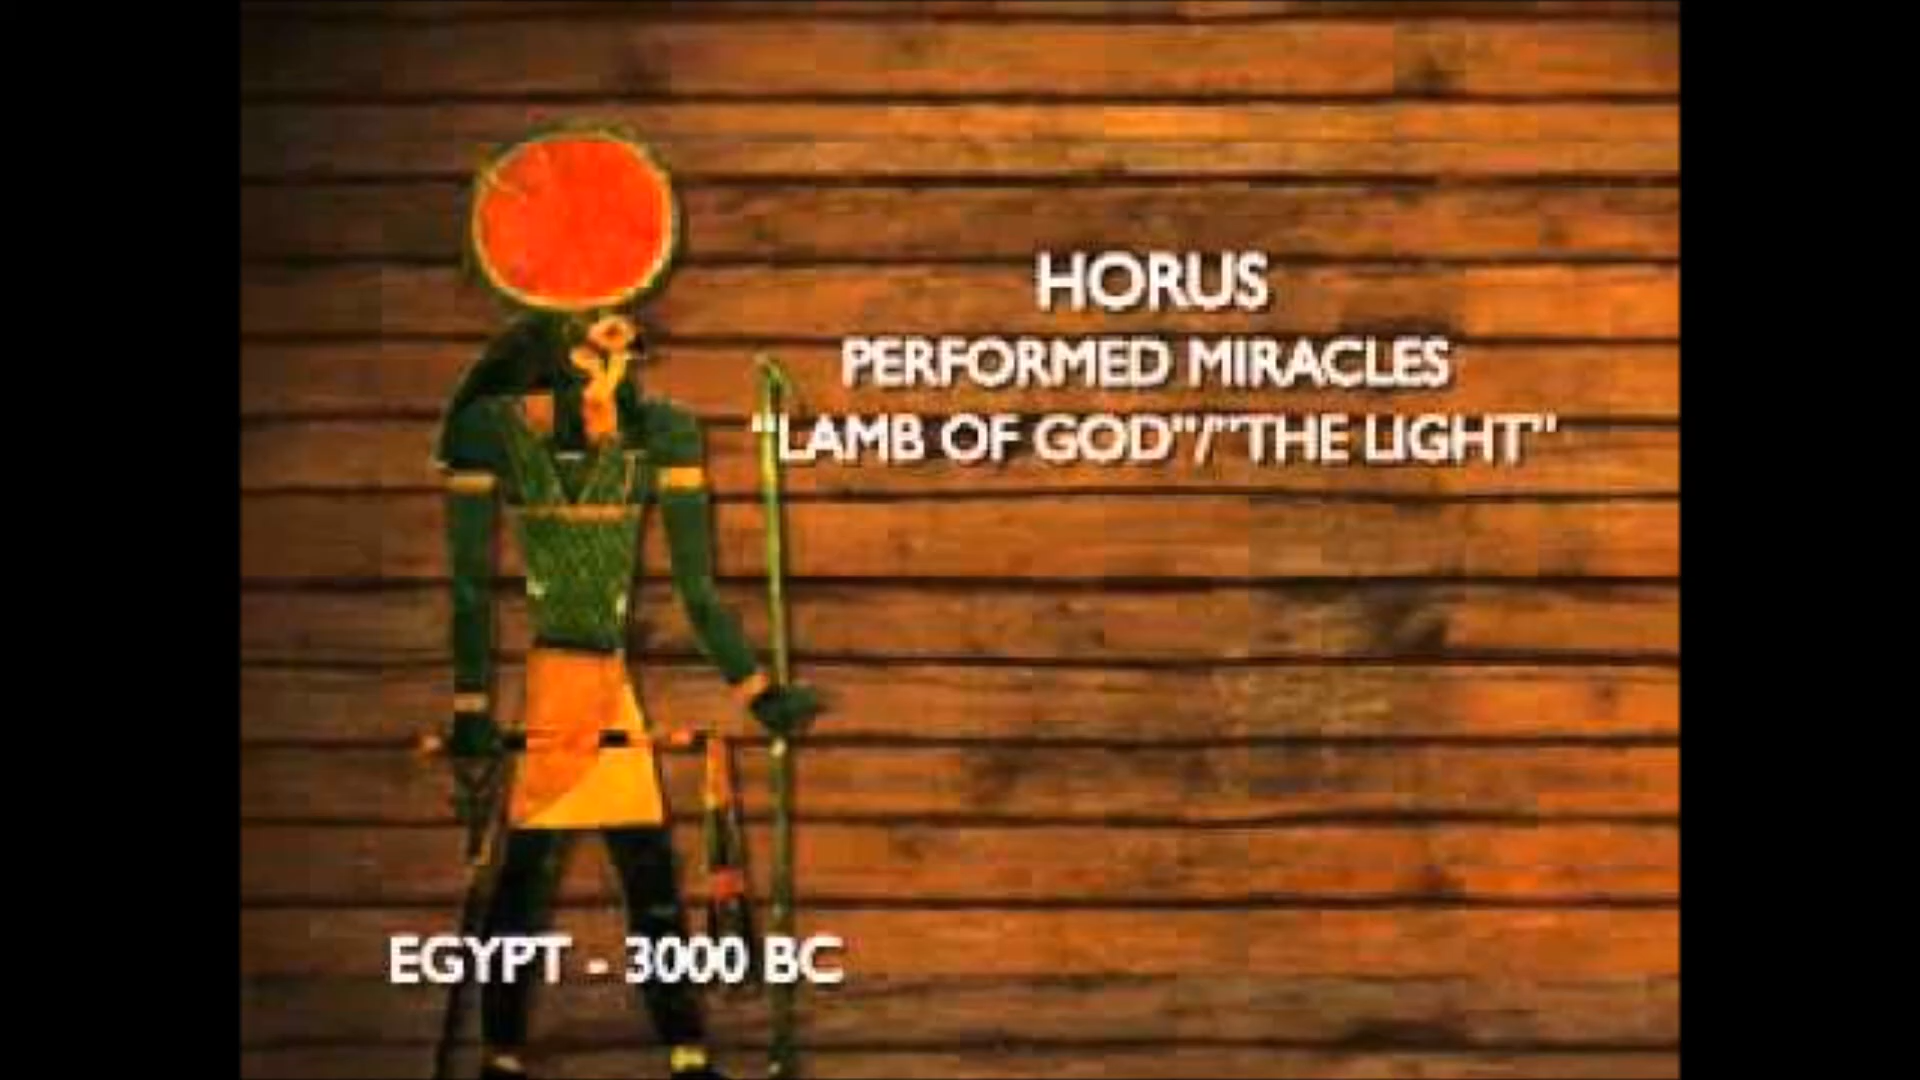 HORUS
PERFORMED MIRACLES
"LAMB OF GOD"/"THE LIGHT"
EGYPT - 3000 BC